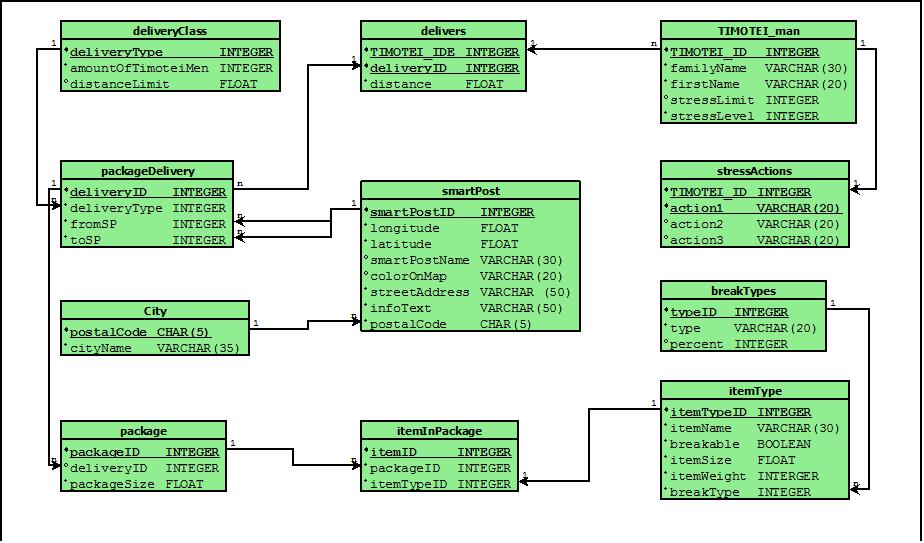 deliveryClass
deliveryType INTEGER
amountOfTimoteiMen INTEGER
distanceLimit FLOAT
delivers
TIMOTEI_IDE INTEGER
deliveryID INTEGER
distance FLOAT
TIMOTEI_man
TIMOTEI_ID INTEGER
familyName VARCHAR(30)
firstName VARCHAR(20)
stressLimit INTEGER
stressLevel INTEGER
1
1
n
1
1
n
1
packageDelivery
deliveryID INTEGER
deliveryType INTEGER
fromSP INTEGER
toSP INTEGER
1
n
n
n
1
smartPost
smartPostID INTEGER
longitude FLOAT
latitude FLOAT
smartPostName VARCHAR(30)
colorOnMap VARCHAR(20)
streetAddress VARCHAR (50)
infoText VARCHAR(50)
postalCode CHAR(5)
stressActions
TIMOTEI_ID INTEGER
action1 VARCHAR(20)
action2 VARCHAR(20)
action3 VARCHAR(20)
1
City
postalCode CHAR(5)
cityName VARCHAR(35)
1
n
breakTypes
typeID INTEGER
type VARCHAR(20)
percent INTEGER
1
package
packageID INTEGER
deliveryID INTEGER
packageSize FLOAT
n
1
n
itemInPackage
itemID INTEGER
packageID INTEGER
itemTypeID INTEGER
1
1
itemType
itemTypeID INTEGER
itemName VARCHAR(30)
breakable BOOLEAN
itemSize FLOAT
itemWeight INTERGER
breakType INTEGER
n